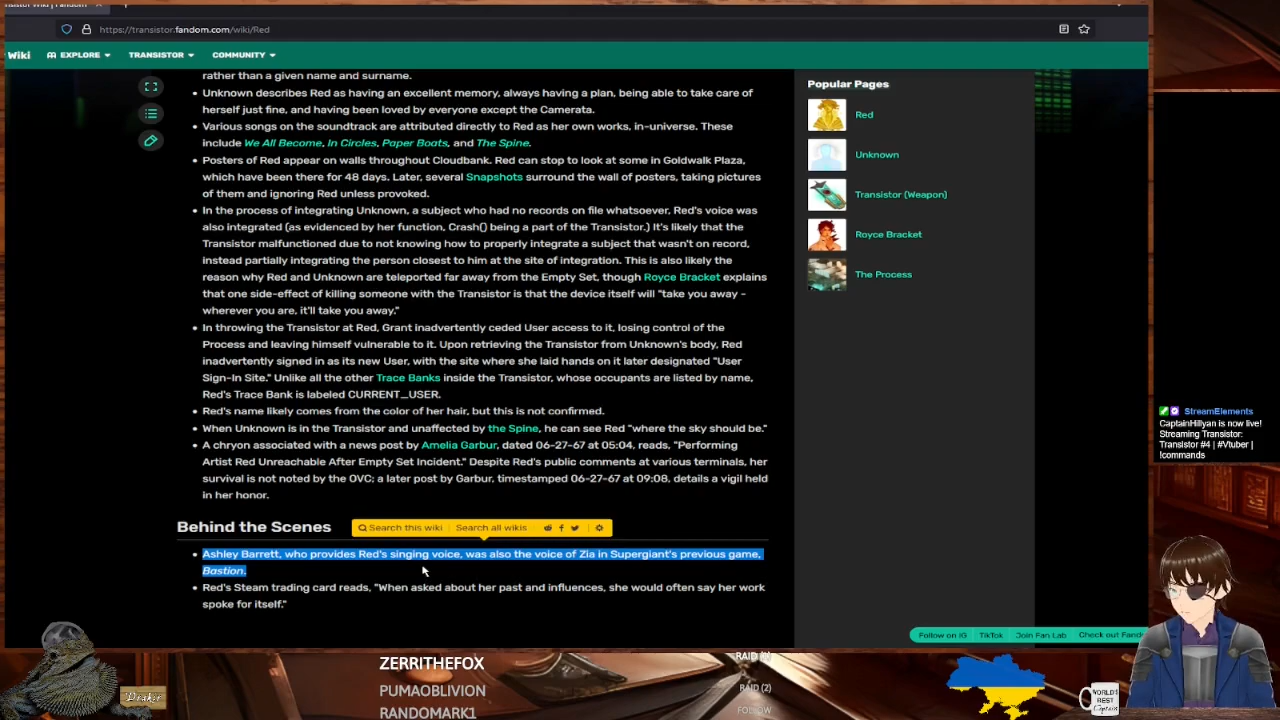 https://transistor.fandom.com/wiki/Red
Wiki
EXPLORE
TRANSISTOR
COMMUNITY
rather than a given name and surname.
Unknown describes Red as having an excellent memory, always having a plan, being able to take care of
herself just fine, and having been loved by everyone except the Camerata.
Various songs on the soundtrack are attributed directly to Red as her own works, in-universe. These
include We All Become, In Circles, Paper Boats, and The Spine.
Posters of Red appear on walls throughout Cloudbank. Red can stop to look at some in Goldwalk Plaza,
which have been there for 48 days. Later, several Snapshots surround the wall of posters, taking pictures
of them and ignoring Red unless provoked.
In the process of integrating Unknown, a subject who had no records on file whatsoever, Red's voice was
also integrated (as evidenced by her function, Crash() being a part of the Transistor.) It's likely that the
Transistor malfunctioned due to not knowing how to properly integrate a subject that wasn't on record,
instead partially integrating the person closest to him at the site of integration. This is also likely the
reason why Red and Unknown are teleported far away from the Empty Set, though Royce Bracket explains
that one side-effect of killing someone with the Transistor is that the device itself will "take you away -
wherever you are, it'll take you away."
In throwing the Transistor at Red, Grant inadvertently ceded User access to it, losing control of the
Process and leaving himself vulnerable to it. Upon retrieving the Transistor from Unknown's body, Red
inadvertently signed in as its new User, with the site where she laid hands on it later designated "User
Sign-In Site." Unlike all the other Trace Banks inside the Transistor, whose occupants are listed by name,
Red's Trace Bank is labeled CURRENT_USER.
Red's name likely comes from the color of her hair, but this is not confirmed.
When Unknown is in the Transistor and unaffected by the Spine, he can see Red "where the sky should be."
A chryon associated with a news post by Amelia Garbur, dated 06-27-67 at 05:04, reads, "Performing
Artist Red Unreachable After Empty Set Incident." Despite Red's public comments at various terminals, her
survival is not noted by the OVC; a later post by Garbur, timestamped 06-27-67 at 09:08, details a vigil held
in her honor.
Behind the Scenes
Search this wiki
Search all wikis
Ashley Barrett, who provides Red's singing voice, was also the voice of Zia in Supergiant's previous game,
Bastion.
Red's Steam trading card reads, "When asked about her past and influences, she would often say her work
spoke for itself."
Popular Pages
Red
Unknown
Transistor (Weapon)
Royce Bracket
The Process
Follow on IG
TikTok
Join Fan Lab
Check out Fando
StreamElements
CaptainHillyan is now live!
Streaming Transistor:
Transistor #4 | #Vtuber |
!commands
Drakir
ZERRITHEFOX
PUMAOBLIVION
RANDOMARK1
RAID (2)
FOLLOW
WORLD'S
BEST
Captain